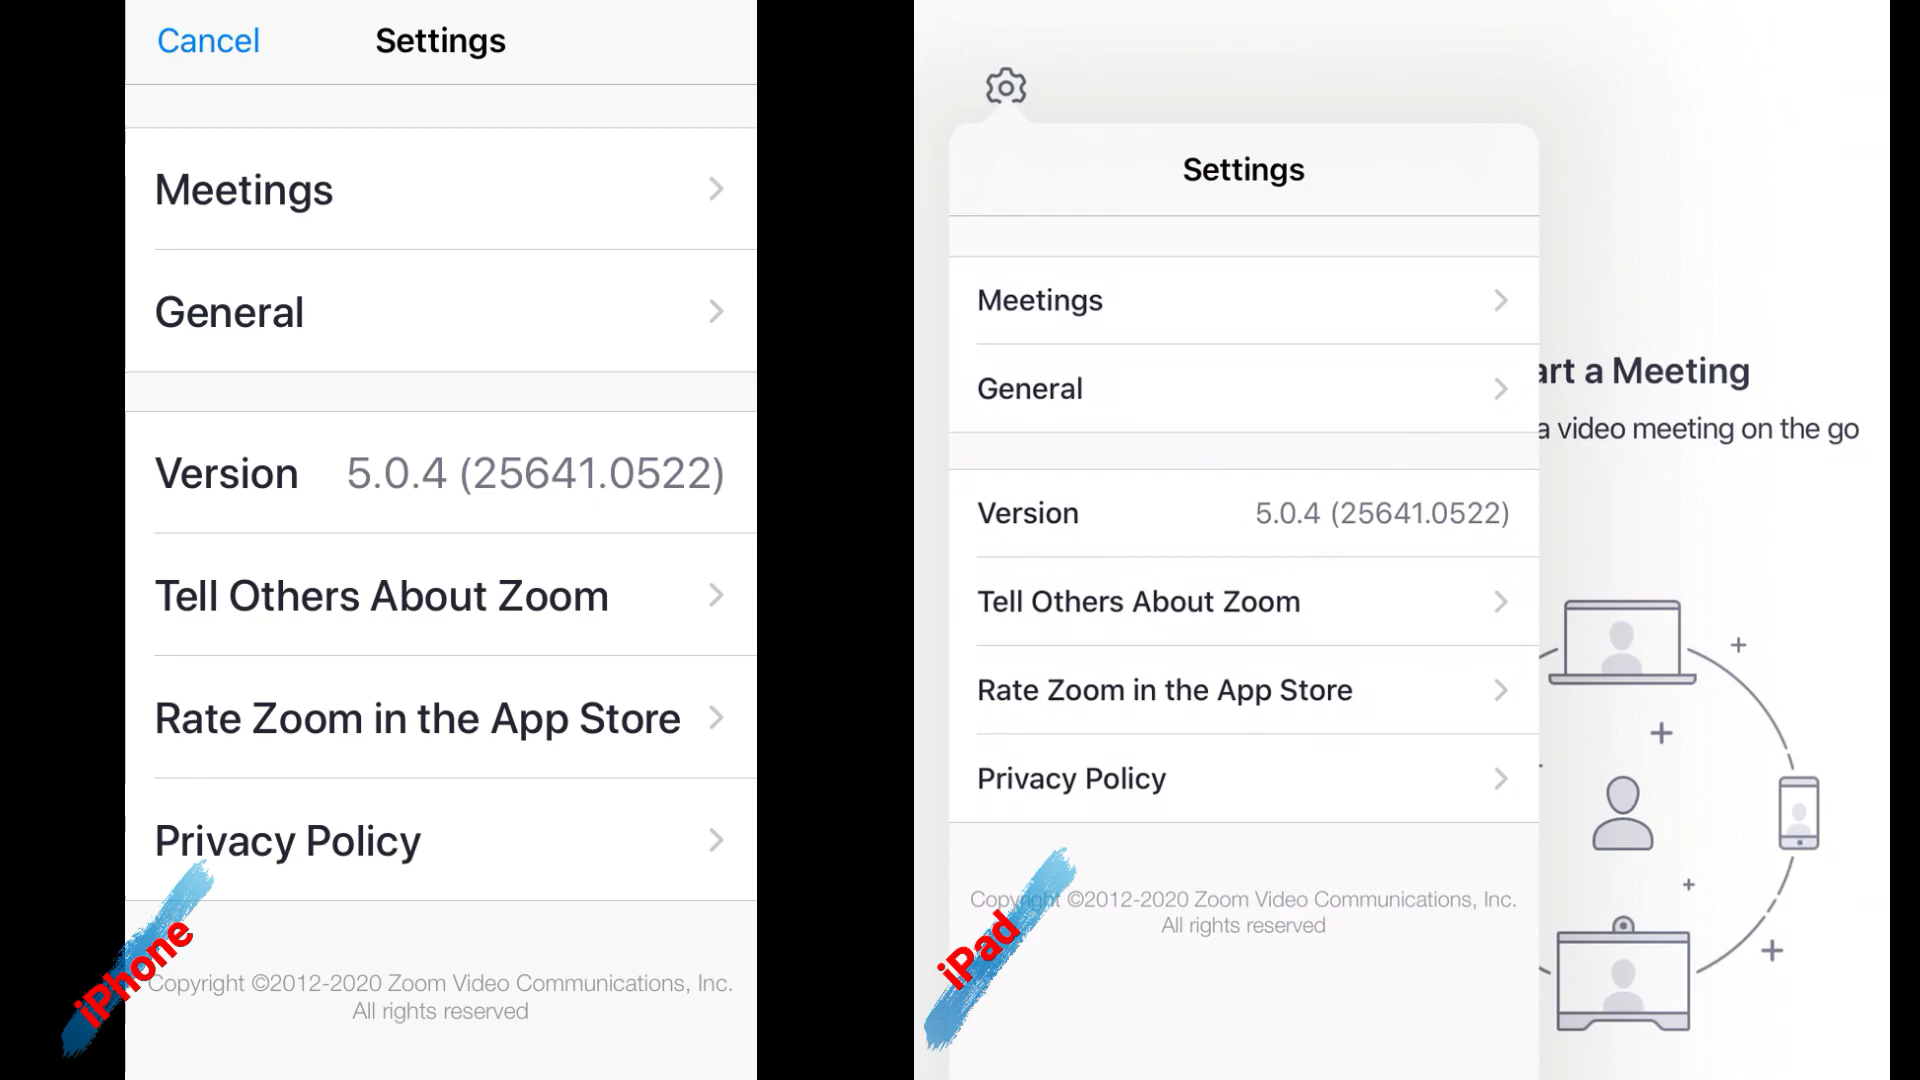 Cancel Settings
Meetings
General
Version 5.0.4 (25641.0522)
Tell Others About Zoom
Rate Zoom in the App Store
Privacy Policy
iPhone
Copyright ©2012-2020 Zoom Video Communications, Inc.
All rights reserved
Settings
Meetings
General
Version 5.0.4 (25641.0522)
Tell Others About Zoom
Rate Zoom in the App Store
Privacy Policy
Copyright ©2012-2020 Zoom Video Communications, Inc.
All rights reserved
iPad
art a Meeting
a video meeting on the go